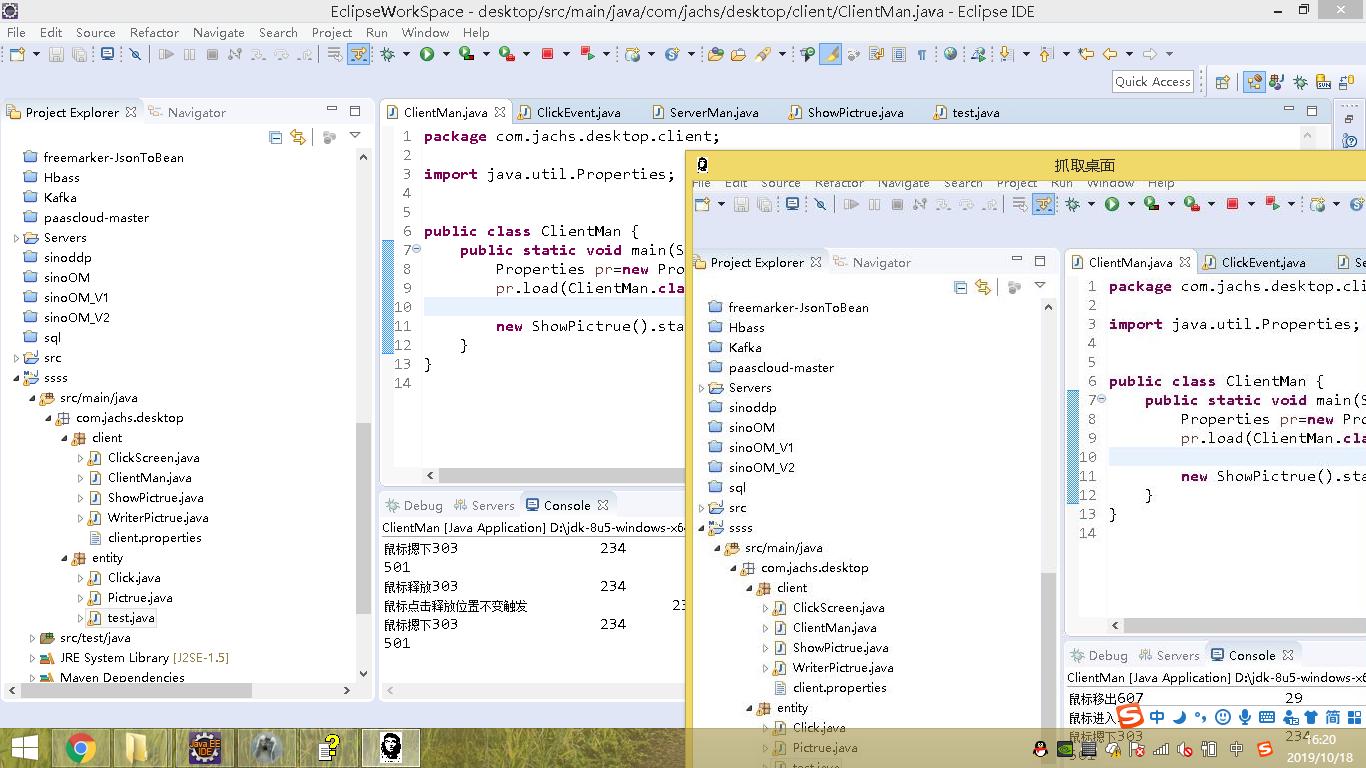 EclipseWorkSpace - desktop/src/main/java/com/jachs/desktop/client/ClientMan.java - Eclipse IDE
File Edit Source Refactor Navigate Search Project Run Window Help
Quick Access
Project Explorer Navigator
freemarker-JsonToBean
Hbass
Kafka
paascloud-master
Servers
sinoddp
sinoOM
sinoOM_V1
sinoOM_V2
sql
src
ssss
src/main/java
com.jachs.desktop
client
ClickScreen.java
ClientMan.java
ShowPictrue.java
WriterPictrue.java
client.properties
entity
Click.java
Pictrue.java
test.java
src/test/java
JRE System Library [J2SE-1.5]
Maven Dependencies
ClientMan.java ClickEvent.java ServerMan.java ShowPictrue.java test.java
1 package com.jachs.desktop.client;
2
3 import java.util.Properties;
4
5
6 public class ClientMan {
7 public static void main(S
8 Properties pr=new Pro
9 pr.load(ClientMan.cla
10
11 new ShowPictrue().sta
12 }
13 }
14
Debug Servers Console
ClientMan [Java Application] D:\jdk-8u5-windows-x6
鼠标摁下303 234
501
鼠标释放303 234
鼠标点击释放位置不变触发 23
鼠标摁下303 234
501
抓取桌面
File Edit Source Refactor Navigate Search Project Run Window Help
Project Explorer Navigator
freemarker-JsonToBean
Hbass
Kafka
paascloud-master
Servers
sinoddp
sinoOM
sinoOM_V1
sinoOM_V2
sql
src
ssss
src/main/java
com.jachs.desktop
client
ClickScreen.java
ClientMan.java
ShowPictrue.java
WriterPictrue.java
client.properties
entity
Click.java
Pictrue.java
test.java
ClientMan.java ClickEvent.java Se
1 package com.jachs.desktop.cli
2
3 import java.util.Properties;
4
5
6 public class ClientMan {
7 public static void main(S
8 Properties pr=new Pro
9 pr.load(ClientMan.cla
10
11 new ShowPictrue().sta
12 }
13 }
14
Debug Servers Console
ClientMan [Java Application] D:\jdk-8u5-windows-x6
鼠标移出607 29
鼠标进入
鼠标摁下303 234
501
中 简
Java EE
IDE
中
16:20
2019/10/18